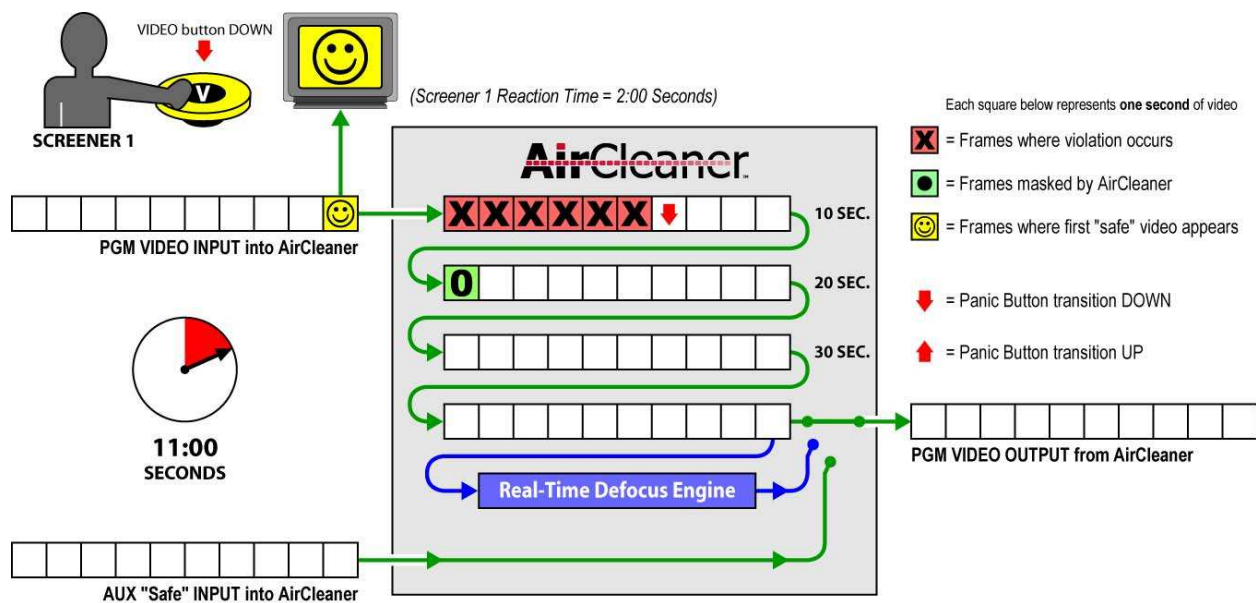 VIDEO button DOWN
V
SCREENER 1
(Screener 1 Reaction Time = 2:00 Seconds)
Each square below represents one second of video
X = Frames where violation occurs
= Frames masked by AirCleaner
= Frames where first "safe" video appears
= Panic Button transition DOWN
= Panic Button transition UP
AirCleaner
PGM VIDEO INPUT into AirCleaner
X X X X X X
10 SEC.
0
20 SEC.
30 SEC.
11:00
SECONDS
PGM VIDEO OUTPUT from AirCleaner
Real-Time Defocus Engine
AUX "Safe" INPUT into AirCleaner